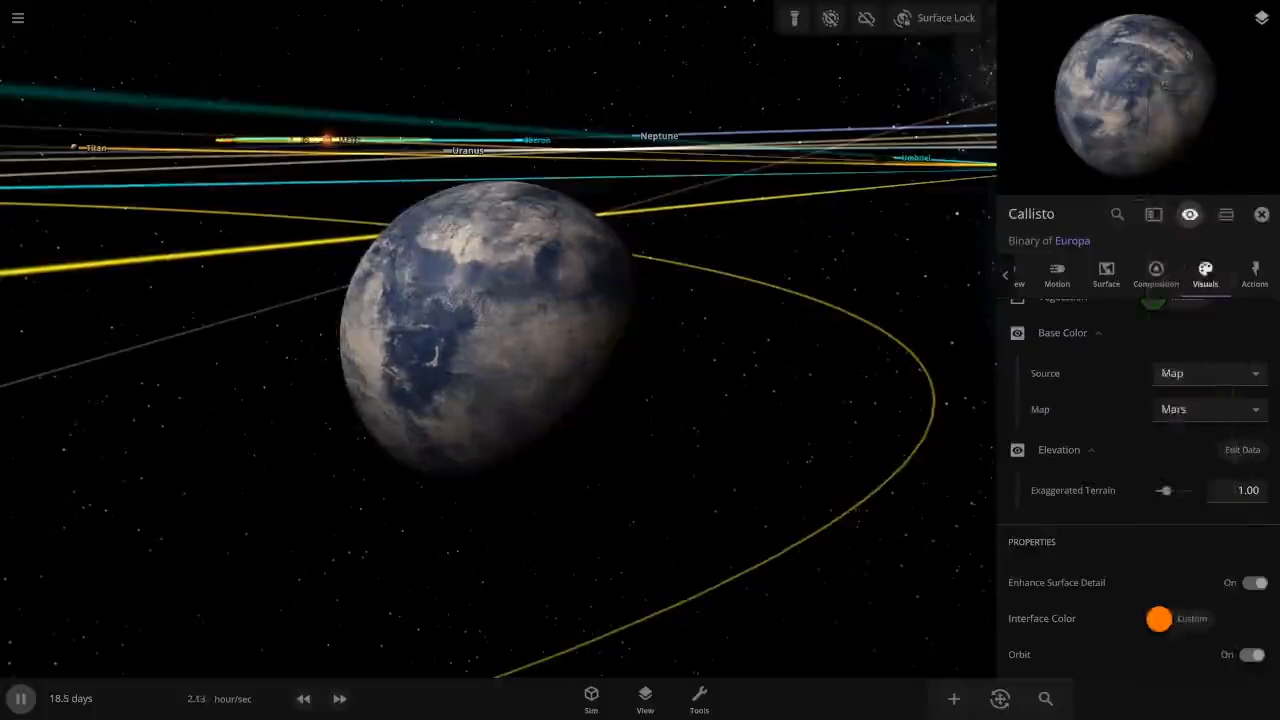 Surface Lock
Neptune
Titan
Uranus
Umbriel
Callisto
Binary of Europa
Motion
Surface
Composition
Visuals
Actions
Base Color
Source
Map
Map
Mars
Elevation
Edit Data
Exaggerated Terrain
1.00
PROPERTIES
Enhance Surface Detail
On
Interface Color
Custom
Orbit
On
18.5 days
2.13 hour/sec
Sim
View
Tools